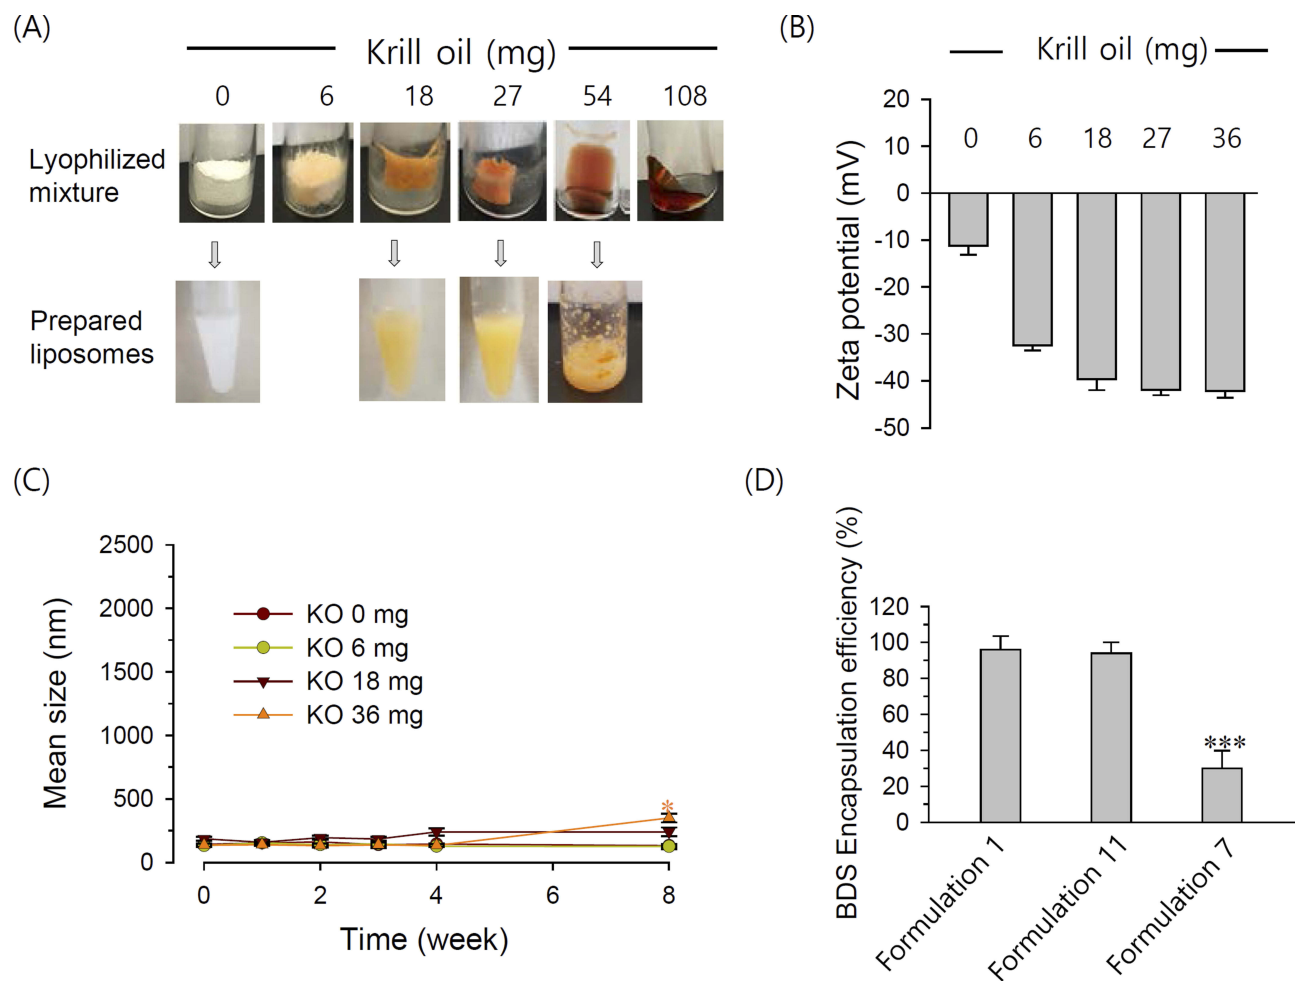 (A)
Krill oil (mg)
0 6 18 27 54 108
Lyophilized
mixture
Prepared
liposomes
(B)
Krill oil (mg)
0 6 18 27 36
20
10
0
-10
-20
-30
-40
-50
Zeta potential (mV)
(C)
2500
2000
1500
1000
500
0
Mean size (nm)
KO 0 mg
KO 6 mg
KO 18 mg
KO 36 mg
*
0 2 4 6 8
Time (week)
(D)
BDS Encapsulation efficiency (%)
120
100
80
60
40
20
0
***
Formulation 1
Formulation 11
Formulation 7